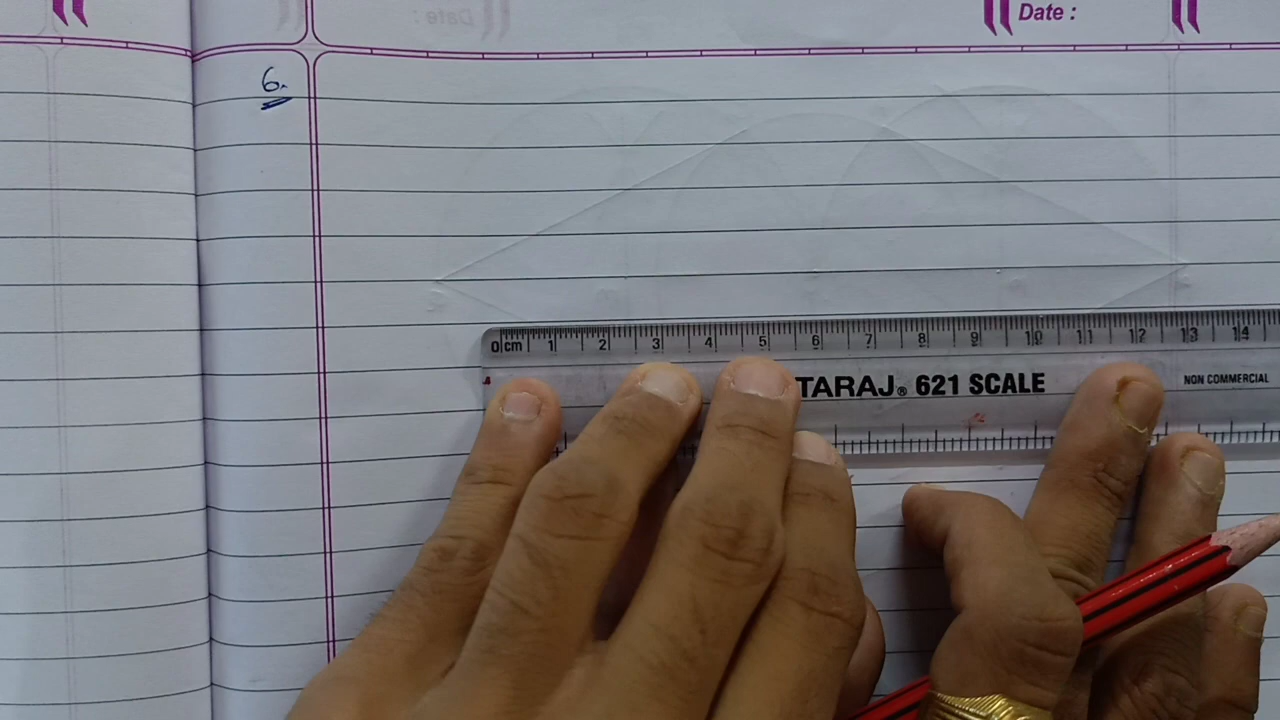 Date :
6.
0 cm 1 2 3 4 5 6 7 8 9 10 11 12 13 14
TARAJ® 621 SCALE
NON COMMERCIAL